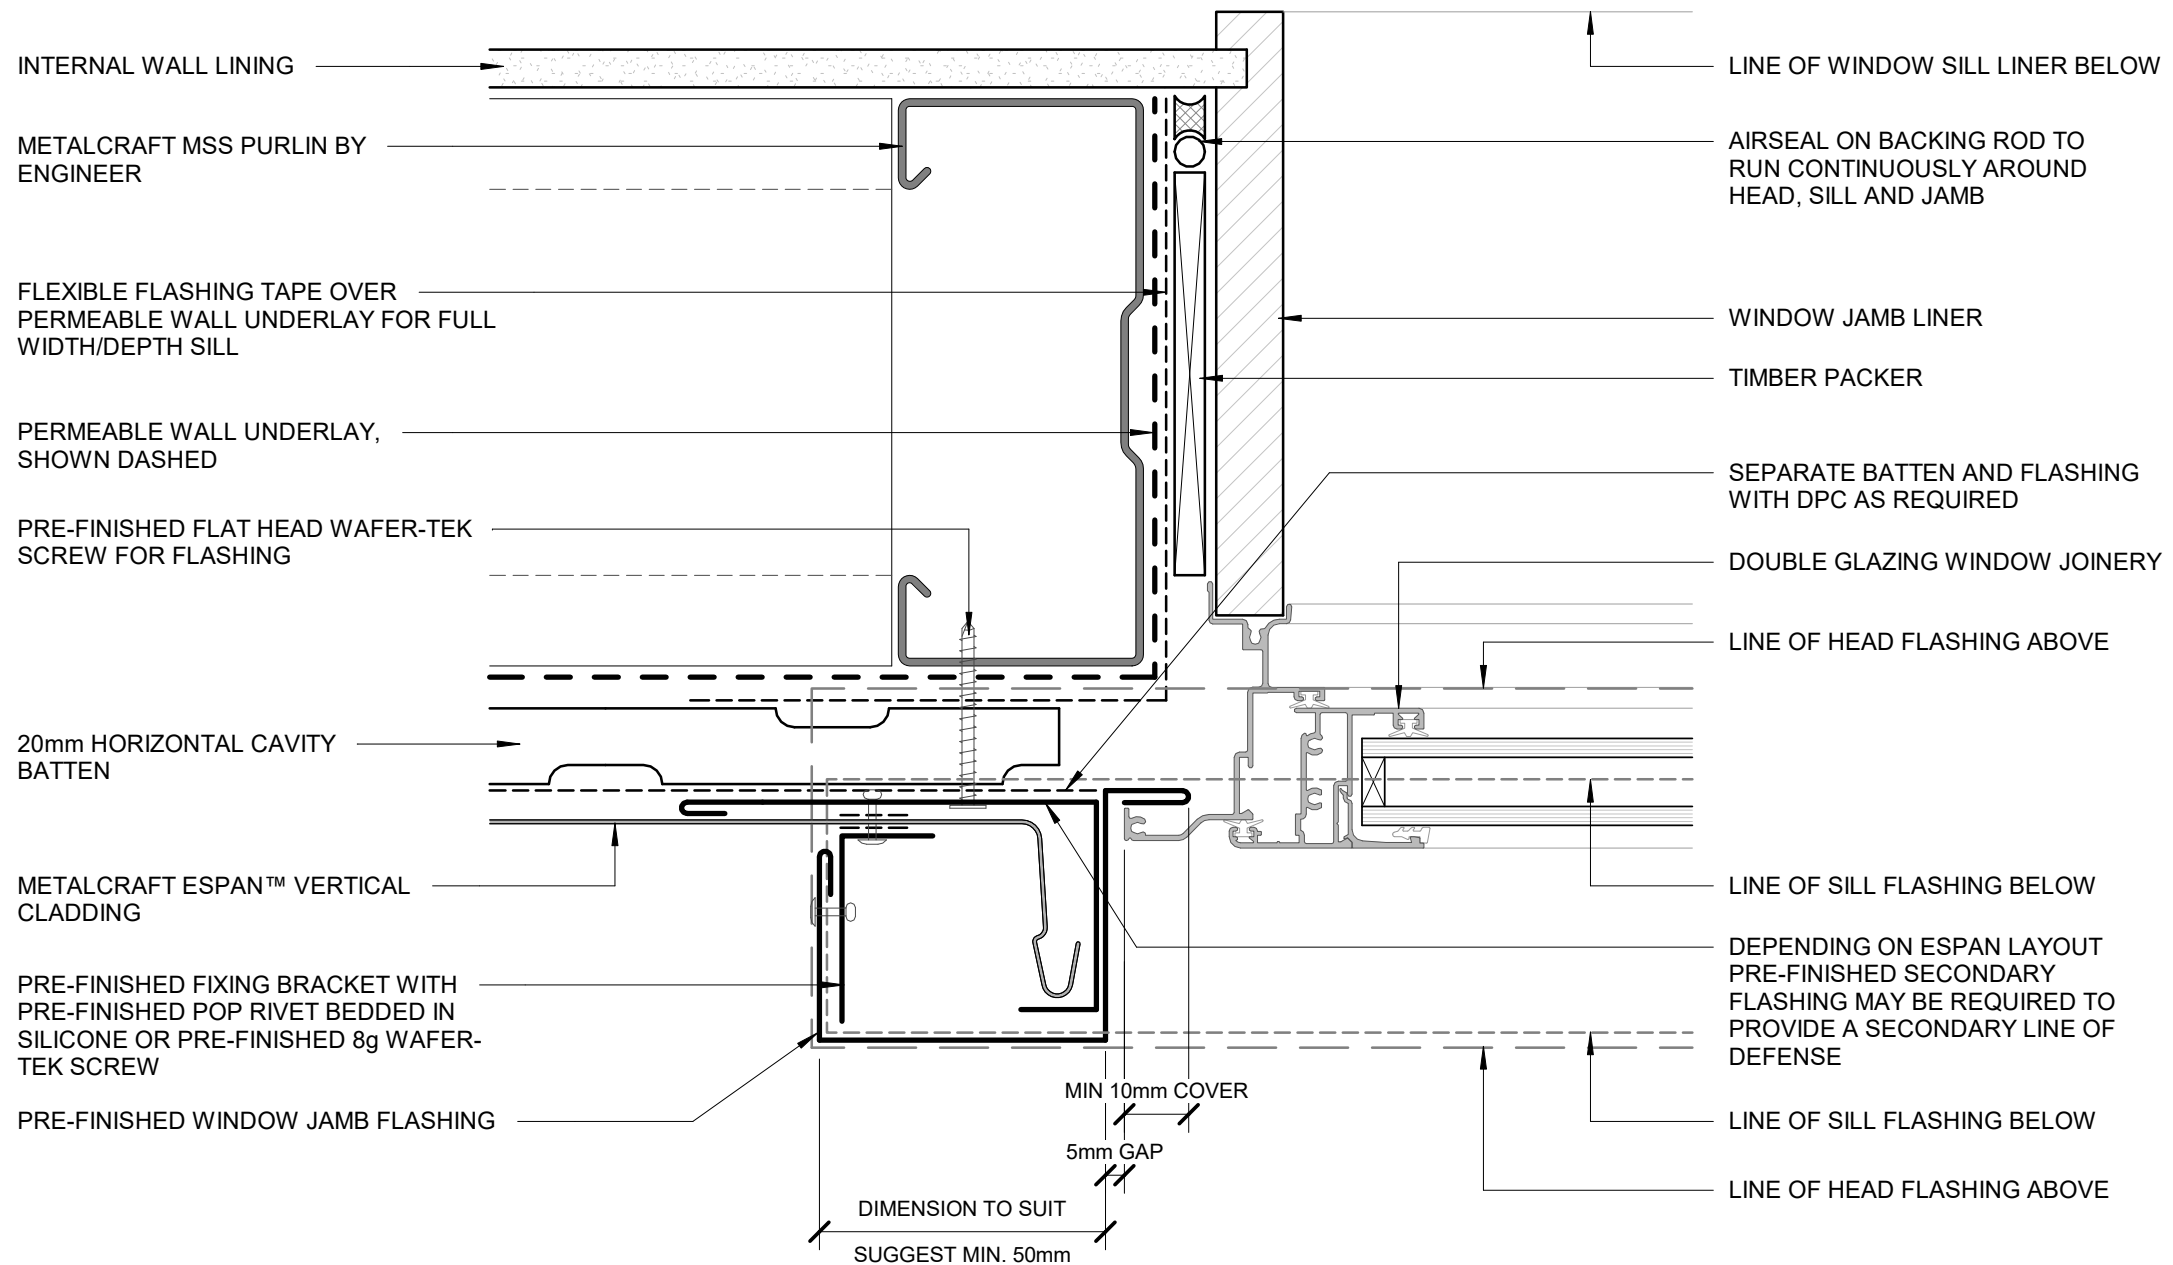 INTERNAL WALL LINING
METALCRAFT MSS PURLIN BY
ENGINEER
FLEXIBLE FLASHING TAPE OVER
PERMEABLE WALL UNDERLAY FOR FULL
WIDTH/DEPTH SILL
PERMEABLE WALL UNDERLAY,
SHOWN DASHED
PRE-FINISHED FLAT HEAD WAFER-TEK
SCREW FOR FLASHING
20mm HORIZONTAL CAVITY
BATTEN
METALCRAFT ESPAN™ VERTICAL
CLADDING
PRE-FINISHED FIXING BRACKET WITH
PRE-FINISHED POP RIVET BEDDED IN
SILICONE OR PRE-FINISHED 8g WAFER-
TEK SCREW
PRE-FINISHED WINDOW JAMB FLASHING
MIN 10mm COVER
5mm GAP
DIMENSION TO SUIT
SUGGEST MIN. 50mm
LINE OF WINDOW SILL LINER BELOW
AIRSEAL ON BACKING ROD TO
RUN CONTINUOUSLY AROUND
HEAD, SILL AND JAMB
WINDOW JAMB LINER
TIMBER PACKER
SEPARATE BATTEN AND FLASHING
WITH DPC AS REQUIRED
DOUBLE GLAZING WINDOW JOINERY
LINE OF HEAD FLASHING ABOVE
LINE OF SILL FLASHING BELOW
DEPENDING ON ESPAN LAYOUT
PRE-FINISHED SECONDARY
FLASHING MAY BE REQUIRED TO
PROVIDE A SECONDARY LINE OF
DEFENSE
LINE OF SILL FLASHING BELOW
LINE OF HEAD FLASHING ABOVE